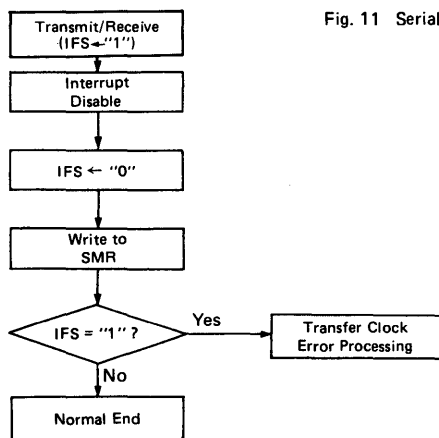 Fig. 11 Serial
Transmit/Receive
(IFS←"1")
Interrupt
Disable
IFS ← "0"
Write to
SMR
IFS = "1" ?
Yes
Transfer Clock
Error Processing
No
Normal End